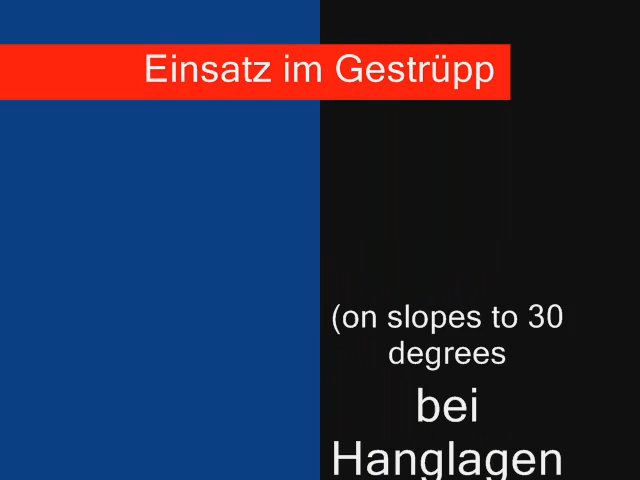 Einsatz im Gestrüpp
(on slopes to 30
degrees
bei
Hanglagen